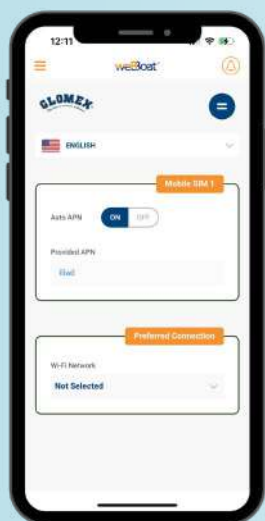 12:11
webBoat
GLOMEX
ENGLISH
Mobile SIM 1
Auto APN
ON
OFF
Provided APN
iliad
Preferred Connection
Wi-Fi Network
Not Selected